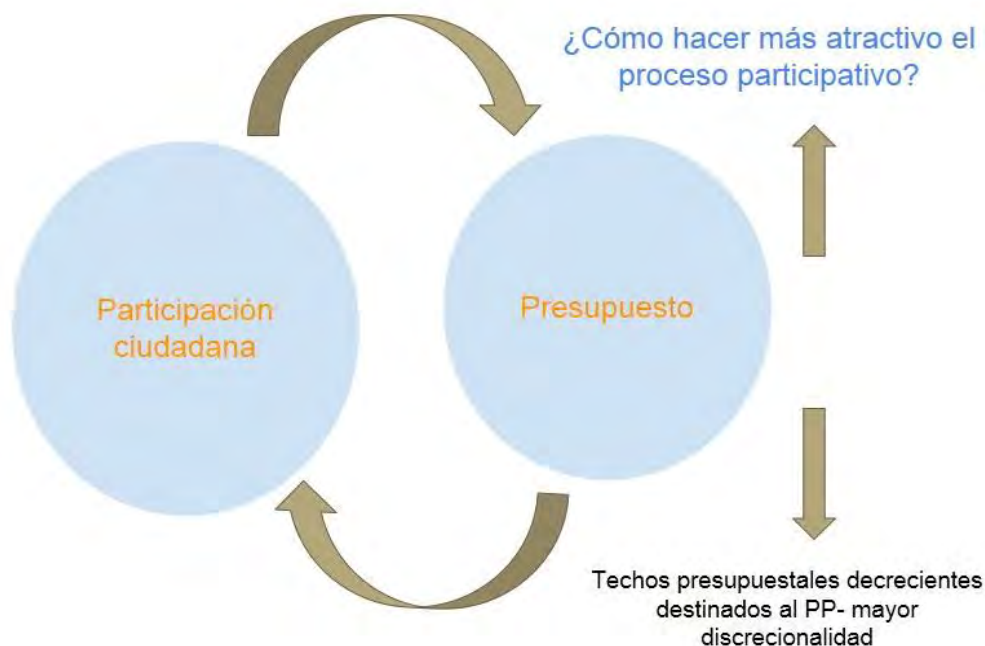 ¿Cómo hacer más atractivo el
proceso participativo?
Participación
ciudadana
Presupuesto
Techos presupuestales decrecientes
destinados al PP- mayor
discrecionalidad